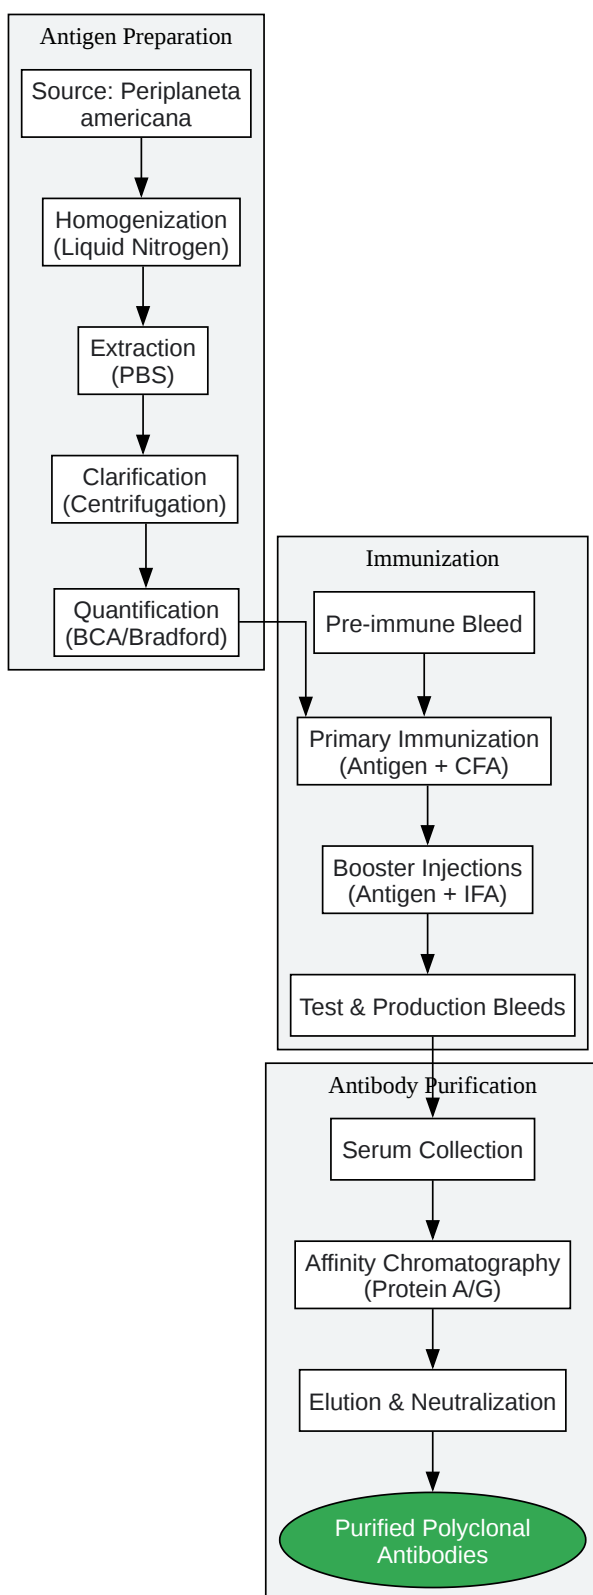 Antigen Preparation
Source: Periplaneta
americana
Homogenization
(Liquid Nitrogen)
Extraction
(PBS)
Clarification
(Centrifugation)
Quantification
(BCA/Bradford)
Immunization
Pre-immune Bleed
Primary Immunization
(Antigen + CFA)
Booster Injections
(Antigen + IFA)
Test & Production Bleeds
Antibody Purification
Serum Collection
Affinity Chromatography
(Protein A/G)
Elution & Neutralization
Purified Polyclonal
Antibodies